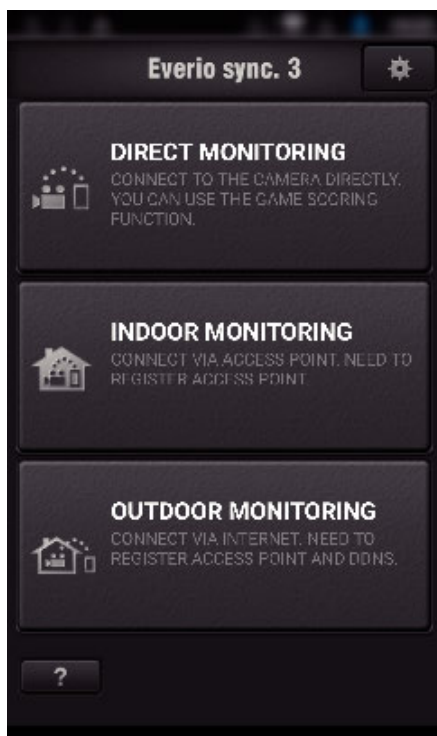 Everio sync. 3
DIRECT MONITORING
CONNECT TO THE CAMERA DIRECTLY.
YOU CAN USE THE GAME SCORING
FUNCTION.
INDOOR MONITORING
CONNECT VIA ACCESS POINT. NEED TO
REGISTER ACCESS POINT.
OUTDOOR MONITORING
CONNECT VIA INTERNET. NEED TO
REGISTER ACCESS POINT AND DDNS.
?